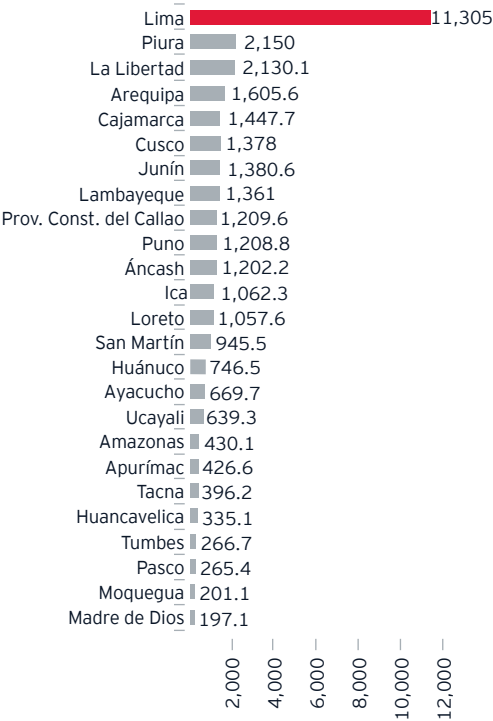 Lima 11,305
Piura 2,150
La Libertad 2,130.1
Arequipa 1,605.6
Cajamarca 1,447.7
Cusco 1,378
Junín 1,380.6
Lambayeque 1,361
Prov. Const. del Callao 1,209.6
Puno 1,208.8
Áncash 1,202.2
Ica 1,062.3
Loreto 1,057.6
San Martín 945.5
Huánuco 746.5
Ayacucho 669.7
Ucayali 639.3
Amazonas 430.1
Apurímac 426.6
Tacna 396.2
Huancavelica 335.1
Tumbes 266.7
Pasco 265.4
Moquegua 201.1
Madre de Dios 197.1
2,000 4,000 6,000 8,000 10,000 12,000